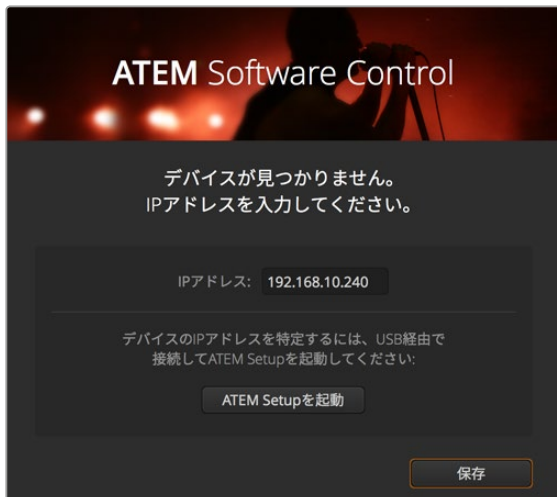 ATEM Software Control
デバイスが見つかりません。
IPアドレスを入力してください。
IPアドレス: 192.168.10.240
デバイスのIPアドレスを特定するには、USB経由で
接続してATEM Setupを起動してください:
ATEM Setupを起動
保存